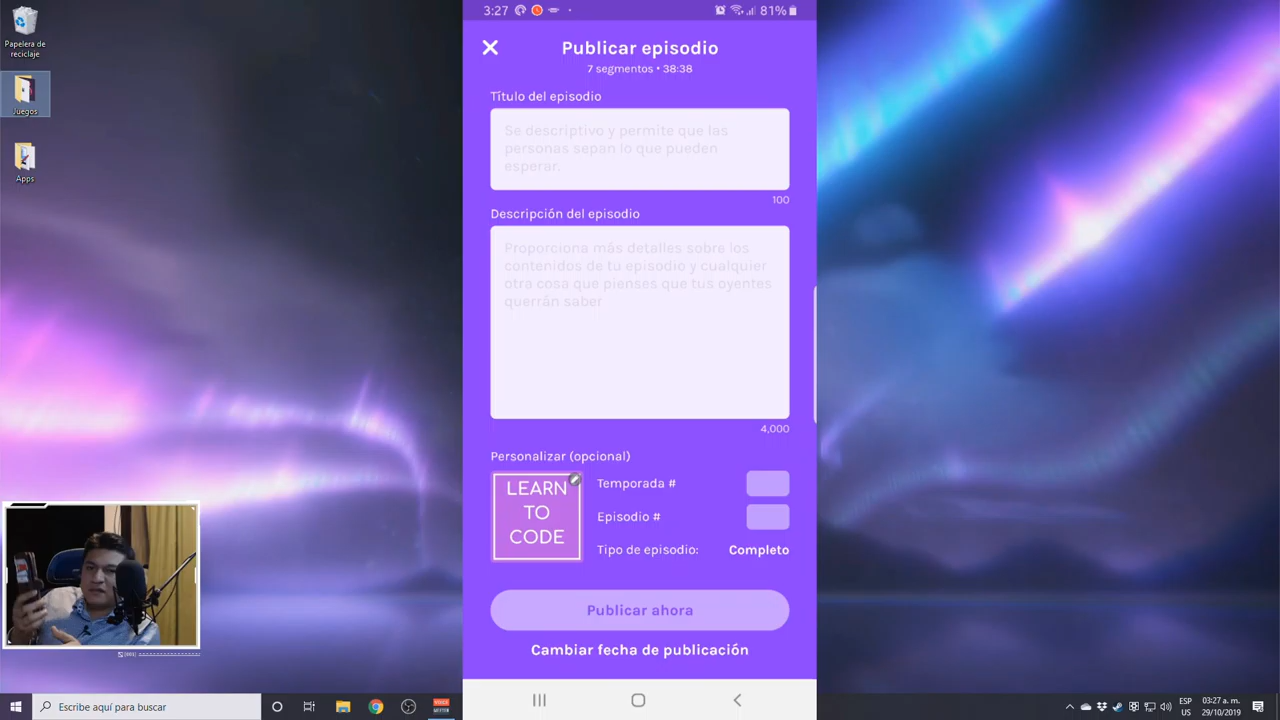 Papelera de
reciclaje
Juegos
Apps
3:27
81%
Publicar episodio
7 segmentos • 38:38
Título del episodio
Se descriptivo y permite que las
personas sepan lo que pueden
esperar.
100
Descripción del episodio
Proporciona más detalles sobre los
contenidos de tu episodio y cualquier
otra cosa que pienses que tus oyentes
querrán saber
4,000
Personalizar (opcional)
LEARN
TO
CODE
Temporada #
Episodio #
Tipo de episodio: Completo
Publicar ahora
Cambiar fecha de publicación
Escribe aquí para buscar
VOICE
MEETER
ESP
US
03:27 a. m.
29/10/2019